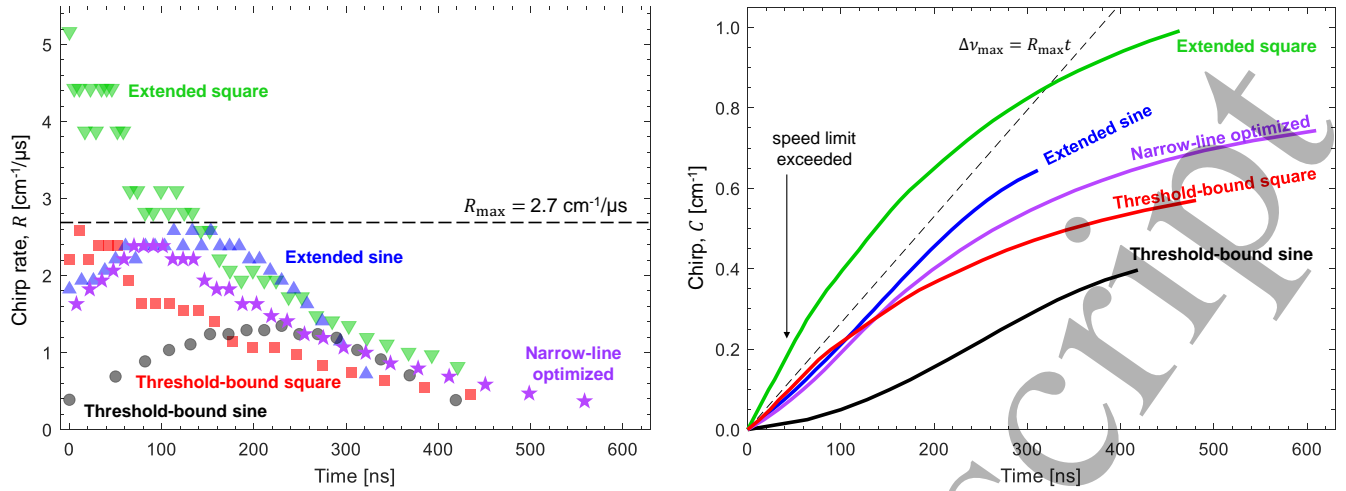 5
4
3
2
1
0
0
100
200
300
400
500
600
Chirp rate, R [cm⁻¹/µs]
Time [ns]
Extended square
R_max = 2.7 cm⁻¹/µs
Extended sine
Narrow-line
optimized
Threshold-bound square
Threshold-bound sine
1.0
0.8
0.6
0.4
0.2
0.0
0
100
200
300
400
500
600
Chirp, C [cm⁻¹]
Time [ns]
Δν_max = R_max t
Extended square
speed limit
exceeded
Extended sine
Narrow-line optimized
Threshold-bound square
Threshold-bound sine
cript